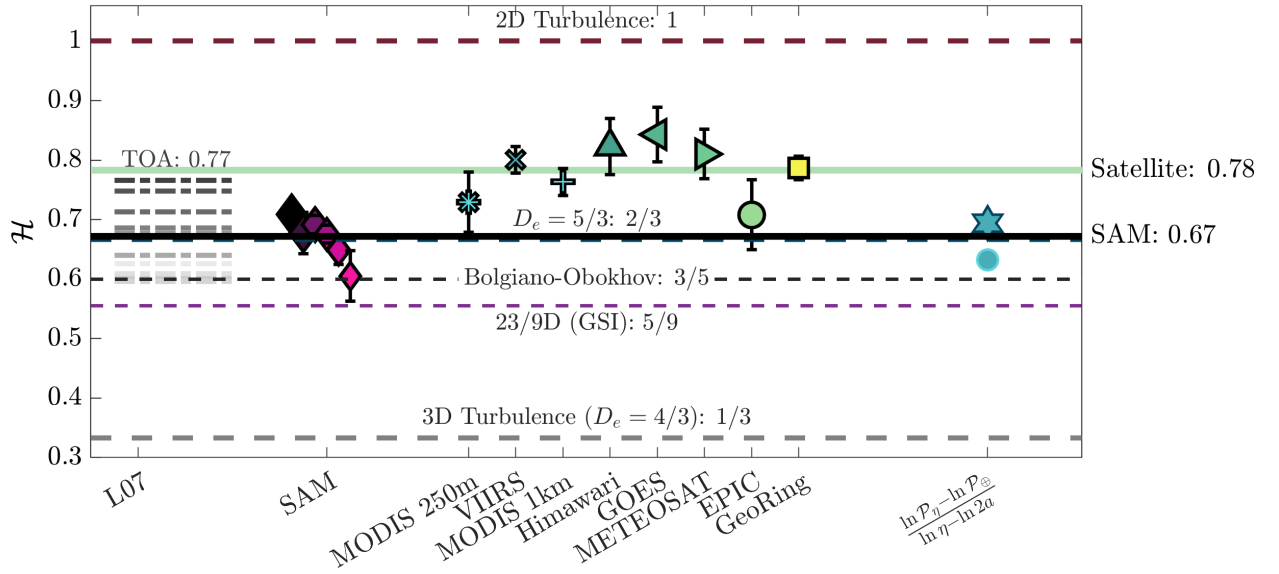 2D Turbulence: 1
1
0.9
0.8
0.7
0.6
0.5
0.4
0.3
ℋ
TOA: 0.77
D_e = 5/3: 2/3
Bolgiano-Obokhov: 3/5
23/9D (GSI): 5/9
3D Turbulence (D_e = 4/3): 1/3
Satellite: 0.78
SAM: 0.67
L07
SAM
MODIS 250m
VIIRS
MODIS 1km
Himawari
GOES
METEOSAT
EPIC
GeoRing
ln 𝒫_η − ln 𝒫_⊕
ln η − ln 2a